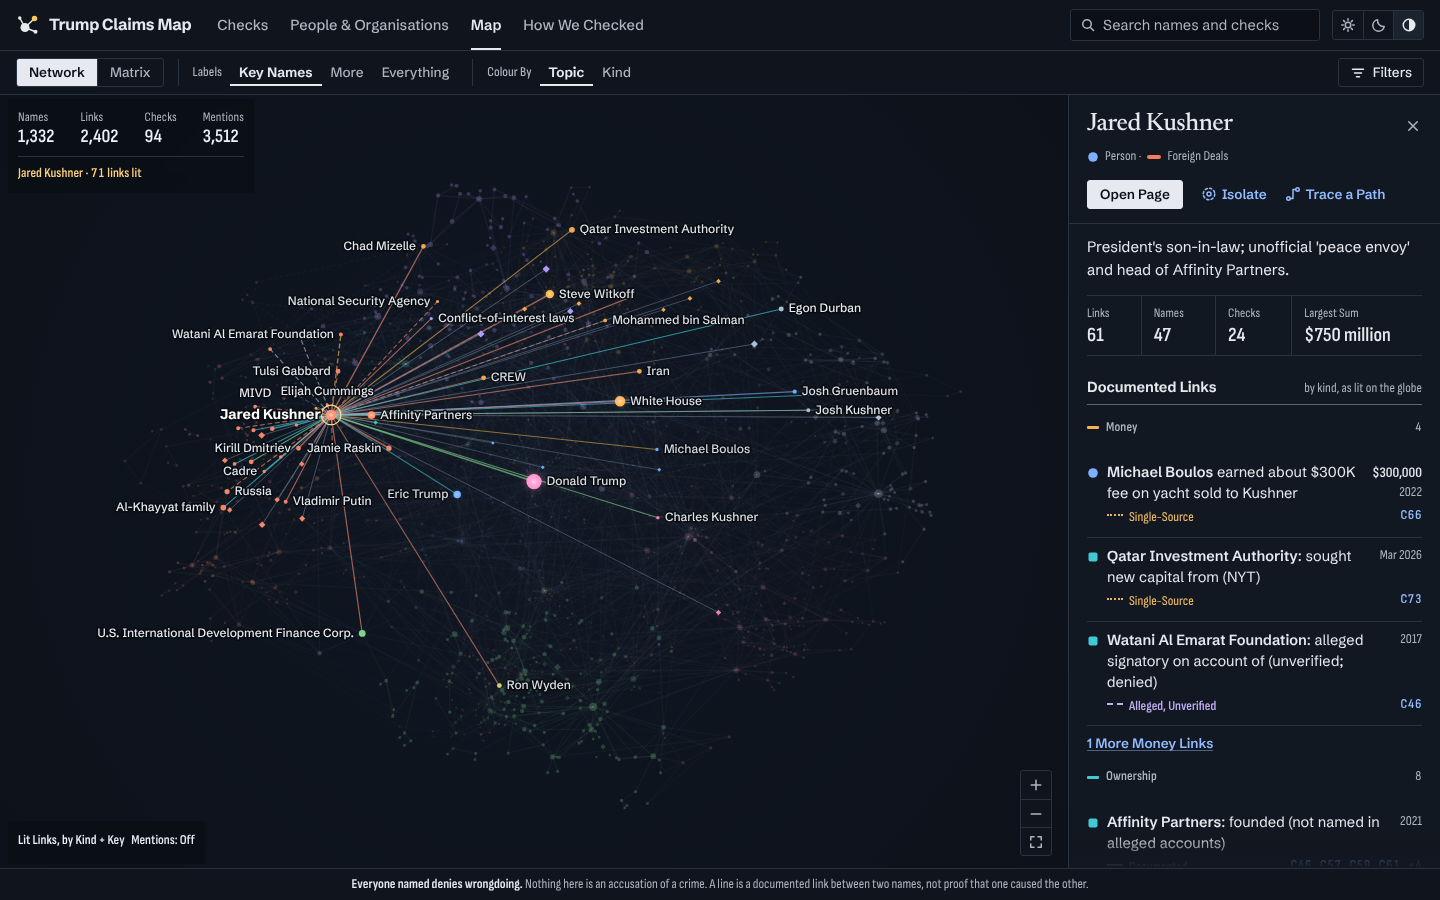 Trump Claims Map
Checks
People & Organisations
Map
How We Checked
Search names and checks
Network
Matrix
Labels
Key Names
More
Everything
Colour By
Topic
Kind
Filters
Names
Links
Checks
Mentions
1,332
2,402
94
3,512
Jared Kushner · 71 links lit
Qatar Investment Authority
Chad Mizelle
Steve Witkoff
National Security Agency
Egon Durban
Conflict-of-interest laws
Mohammed bin Salman
Watani Al Emarat Foundation
Tulsi Gabbard
CREW
Iran
MIVD
Elijah Cummings
Josh Gruenbaum
White House
Josh Kushner
Jared Kushner
Affinity Partners
Kirill Dmitriev
Jamie Raskin
Michael Boulos
Cadre
Donald Trump
Russia
Eric Trump
Vladimir Putin
Al-Khayyat family
Charles Kushner
U.S. International Development Finance Corp.
Ron Wyden
Lit Links, by Kind + Key
Mentions: Off
Jared Kushner
Person ·
Foreign Deals
Open Page
Isolate
Trace a Path
President's son-in-law; unofficial 'peace envoy'
and head of Affinity Partners.
Links
Names
Checks
Largest Sum
61
47
24
$750 million
Documented Links
by kind, as lit on the globe
Money
4
Michael Boulos earned about $300K
$300,000
fee on yacht sold to Kushner
2022
Single-Source
C66
Qatar Investment Authority: sought
Mar 2026
new capital from (NYT)
Single-Source
C73
Watani Al Emarat Foundation: alleged
2017
signatory on account of (unverified;
denied)
Alleged, Unverified
C46
1 More Money Links
Ownership
8
Affinity Partners: founded (not named in
2021
alleged accounts)
Everyone named denies wrongdoing. Nothing here is an accusation of a crime. A line is a documented link between two names, not proof that one caused the other.